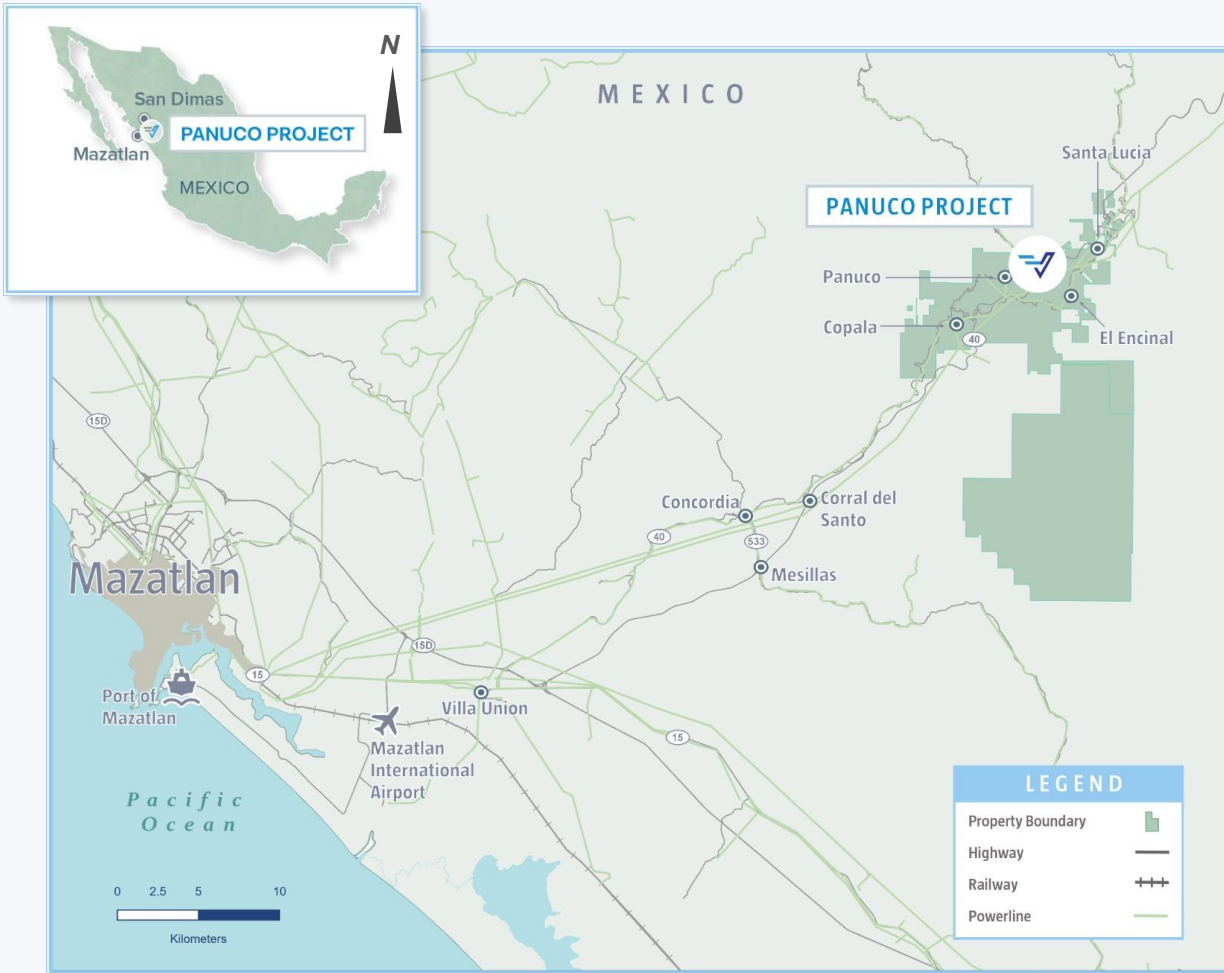 N
San Dimas
PANUCO PROJECT
Mazatlan
MEXICO
MEXICO
Santa Lucia
PANUCO PROJECT
Panuco
Copala
40
El Encinal
15D
Concordia
Corral del
Santo
40
533
Mesillas
Mazatlan
15D
15
Port of
Mazatlan
Villa Union
15
Mazatlan
International
Airport
Pacific
Ocean
LEGEND
Property Boundary
Highway
Railway
Powerline
0 2.5 5 10
Kilometers